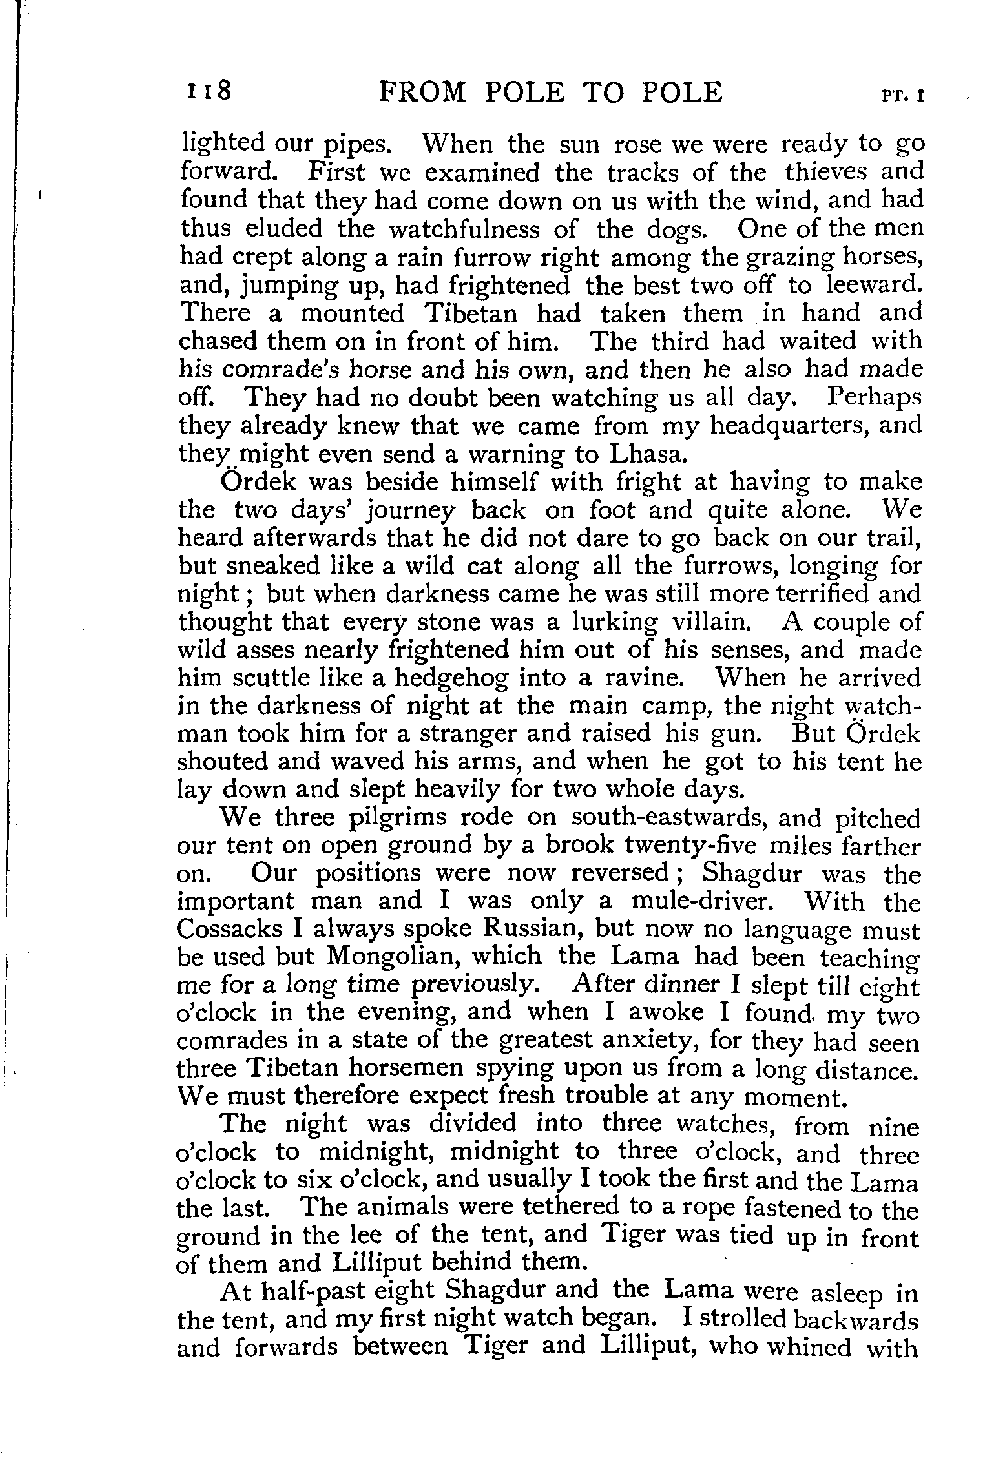 118 FROM POLE TO POLE PT. I
lighted our pipes. When the sun rose we were ready to go
forward. First we examined the tracks of the thieves and
found that they had come down on us with the wind, and had
thus eluded the watchfulness of the dogs. One of the men
had crept along a rain furrow right among the grazing horses,
and, jumping up, had frightened the best two off to leeward.
There a mounted Tibetan had taken them in hand and
chased them on in front of him. The third had waited with
his comrade's horse and his own, and then he also had made
off. They had no doubt been watching us all day. Perhaps
they already knew that we came from my headquarters, and
they might even send a warning to Lhasa.
Ördek was beside himself with fright at having to make
the two days' journey back on foot and quite alone. We
heard afterwards that he did not dare to go back on our trail,
but sneaked like a wild cat along all the furrows, longing for
night ; but when darkness came he was still more terrified and
thought that every stone was a lurking villain. A couple of
wild asses nearly frightened him out of his senses, and made
him scuttle like a hedgehog into a ravine. When he arrived
in the darkness of night at the main camp, the night watch-
man took him for a stranger and raised his gun. But Ördek
shouted and waved his arms, and when he got to his tent he
lay down and slept heavily for two whole days.
We three pilgrims rode on south-eastwards, and pitched
our tent on open ground by a brook twenty-five miles farther
on. Our positions were now reversed ; Shagdur was the
important man and I was only a mule-driver. With the
Cossacks I always spoke Russian, but now no language must
be used but Mongolian, which the Lama had been teaching
me for a long time previously. After dinner I slept till eight
o'clock in the evening, and when I awoke I found my two
comrades in a state of the greatest anxiety, for they had seen
three Tibetan horsemen spying upon us from a long distance.
We must therefore expect fresh trouble at any moment.
The night was divided into three watches, from nine
o'clock to midnight, midnight to three o'clock, and three
o'clock to six o'clock, and usually I took the first and the Lama
the last. The animals were tethered to a rope fastened to the
ground in the lee of the tent, and Tiger was tied up in front
of them and Lilliput behind them.
At half-past eight Shagdur and the Lama were asleep in
the tent, and my first night watch began. I strolled backwards
and forwards between Tiger and Lilliput, who whined with